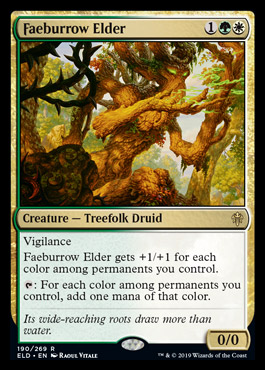 Faeburrow Elder 1
Creature — Treefolk Druid
Vigilance
Faeburrow Elder gets +1/+1 for
each color among permanents you
control.
: For each color among permanents you
control, add one mana of that color.
Its wide-reaching roots draw more than
water.
0/0
190/269 R
ELD • EN Raoul Vitale
™ & © 2019 Wizards of the Coast